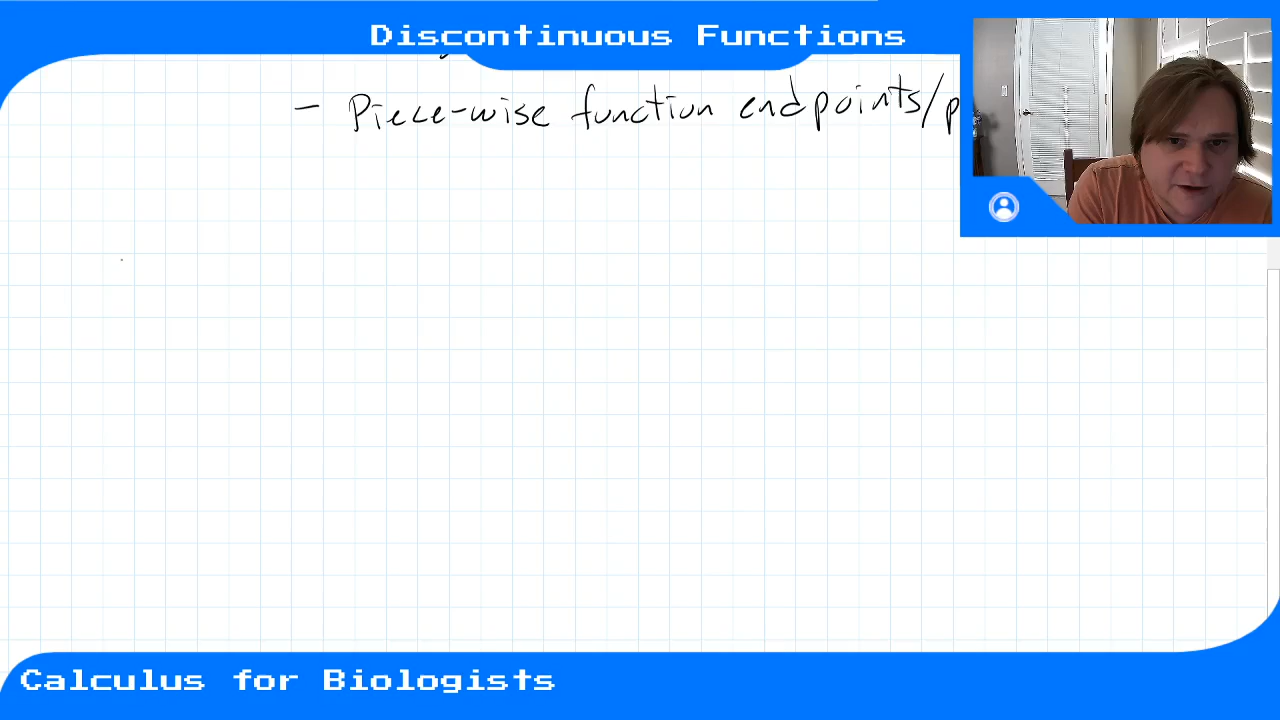 Discontinuous Functions
- Piece-wise function endpoints/p
Calculus for Biologists